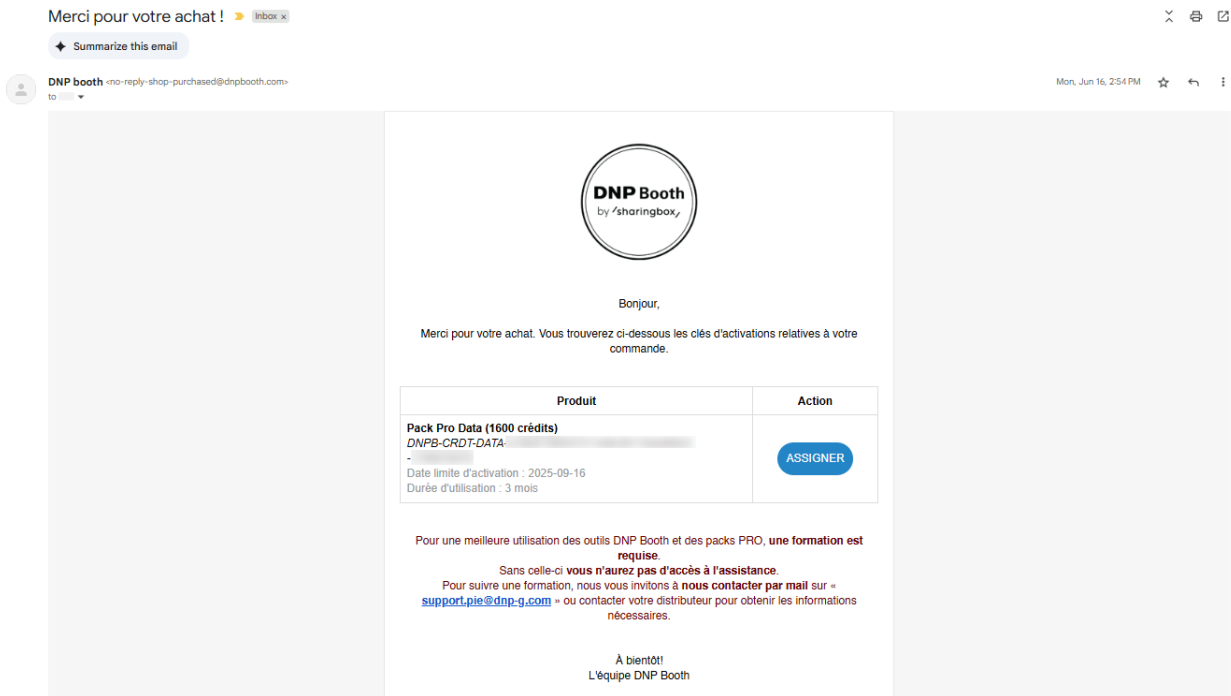 Merci pour votre achat ! Inbox ×
Summarize this email
DNP booth <no-reply-shop-purchased@dnpbooth.com>
Mon, Jun 16, 2:54 PM
to
DNP Booth
by /sharingbox/
Bonjour,
Merci pour votre achat. Vous trouverez ci-dessous les clés d'activations relatives à votre
commande.
Produit Action
Pack Pro Data (1600 crédits)
DNPB-CRDT-DATA-
-
ASSIGNER
Date limite d'activation : 2025-09-16
Durée d'utilisation : 3 mois
Pour une meilleure utilisation des outils DNP Booth et des packs PRO, une formation est
requise.
Sans celle-ci vous n'aurez pas d'accès à l'assistance.
Pour suivre une formation, nous vous invitons à nous contacter par mail sur «
support.pie@dnp-g.com » ou contacter votre distributeur pour obtenir les informations
nécessaires.
À bientôt!
L'équipe DNP Booth